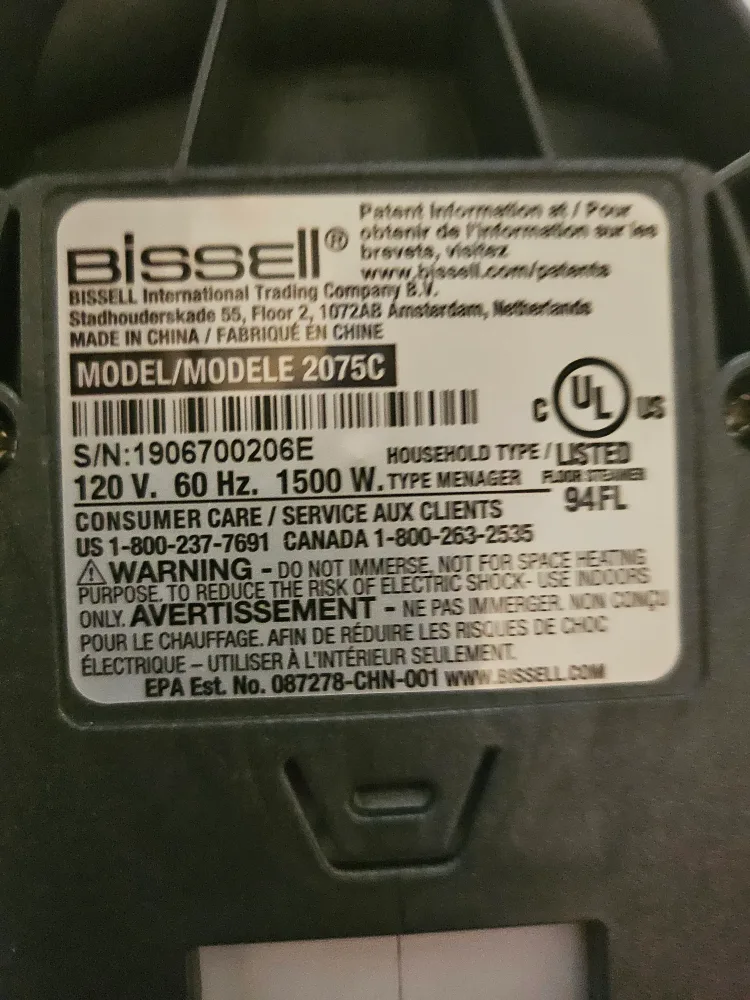 Patent Information at / Pour
obtenir de l'information sur les
brevets, visitez
www.bissell.com/patents
BISSELL®
BISSELL International Trading Company B.V.
Stadhouderskade 55, Floor 2, 1072AB Amsterdam, Netherlands
MADE IN CHINA / FABRIQUÉ EN CHINE
MODEL/MODELE 2075C
C UL US
S/N:1906700206E
HOUSEHOLD TYPE / LISTED
120 V. 60 Hz. 1500 W. TYPE MENAGER FLOOR STEAMER
94FL
CONSUMER CARE / SERVICE AUX CLIENTS
US 1-800-237-7691 CANADA 1-800-263-2535
⚠WARNING - DO NOT IMMERSE. NOT FOR SPACE HEATING
PURPOSE. TO REDUCE THE RISK OF ELECTRIC SHOCK- USE INDOORS
ONLY. AVERTISSEMENT - NE PAS IMMERGER. NON CONÇU
POUR LE CHAUFFAGE. AFIN DE RÉDUIRE LES RISQUES DE CHOC
ÉLECTRIQUE – UTILISER À L'INTÉRIEUR SEULEMENT.
EPA Est. No. 087278-CHN-001 WWW.BISSELL.COM